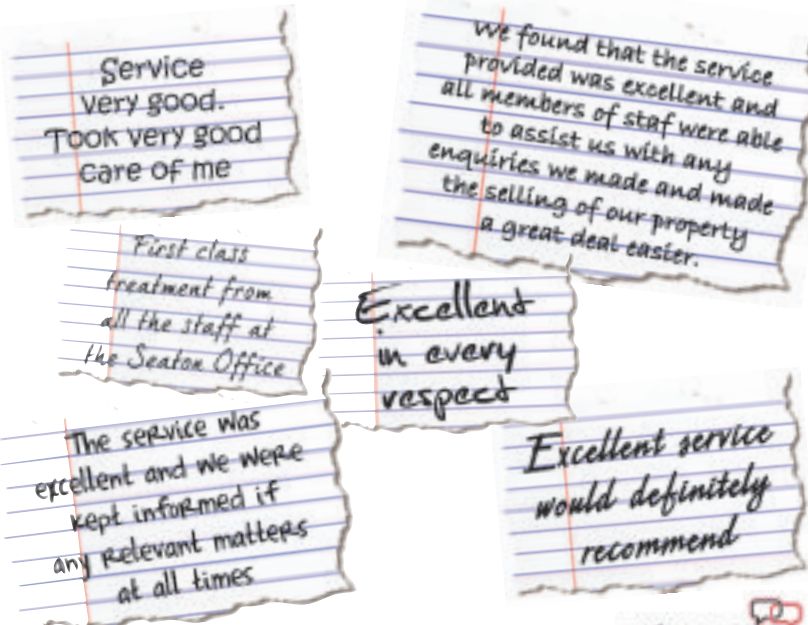 Service
very good.
Took very good
care of me
We found that the service
provided was excellent and
all members of staf were able
to assist us with any
enquiries we made and made
the selling of our property
a great deal easier.
First class
treatment from
all the staff at
the Seaton Office
Excellent
in every
respect
The service was
excellent and we were
kept informed if
any relevant matters
at all times
Excellent service
would definitely
recommend